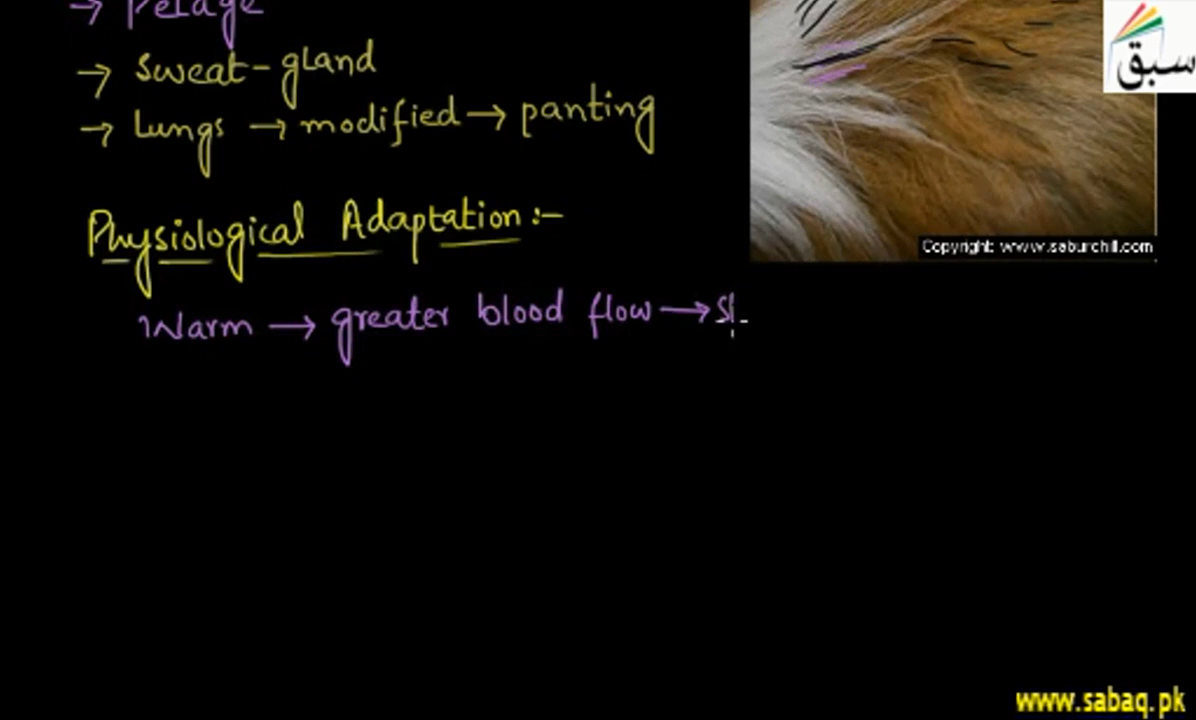 → Pelage
→ Sweat-gland
→ Lungs → modified → panting
Physiological Adaptation:-
Warm → greater blood flow →
سبق
Copyright: www.saburchill.com
www.sabaq.pk